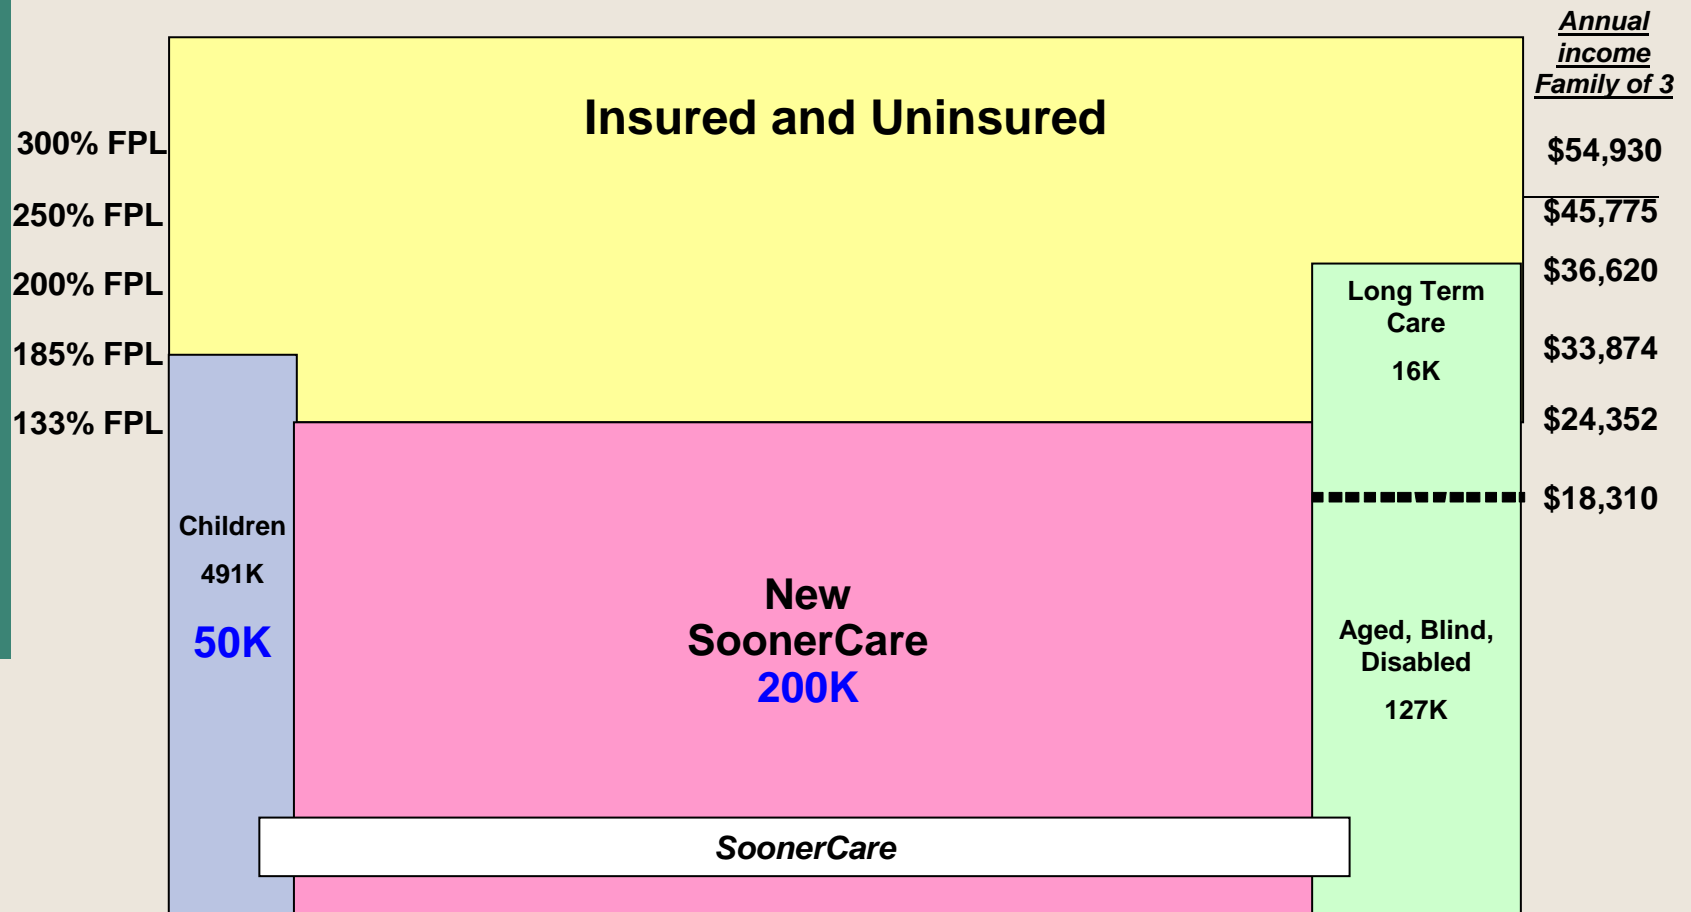 Annual
income
Family of 3
Insured and Uninsured
300% FPL
$54,930
250% FPL
$45,775
200% FPL
$36,620
Long Term
Care
16K
185% FPL
$33,874
133% FPL
$24,352
$18,310
Children
491K
50K
New
SoonerCare
200K
Aged, Blind,
Disabled
127K
SoonerCare